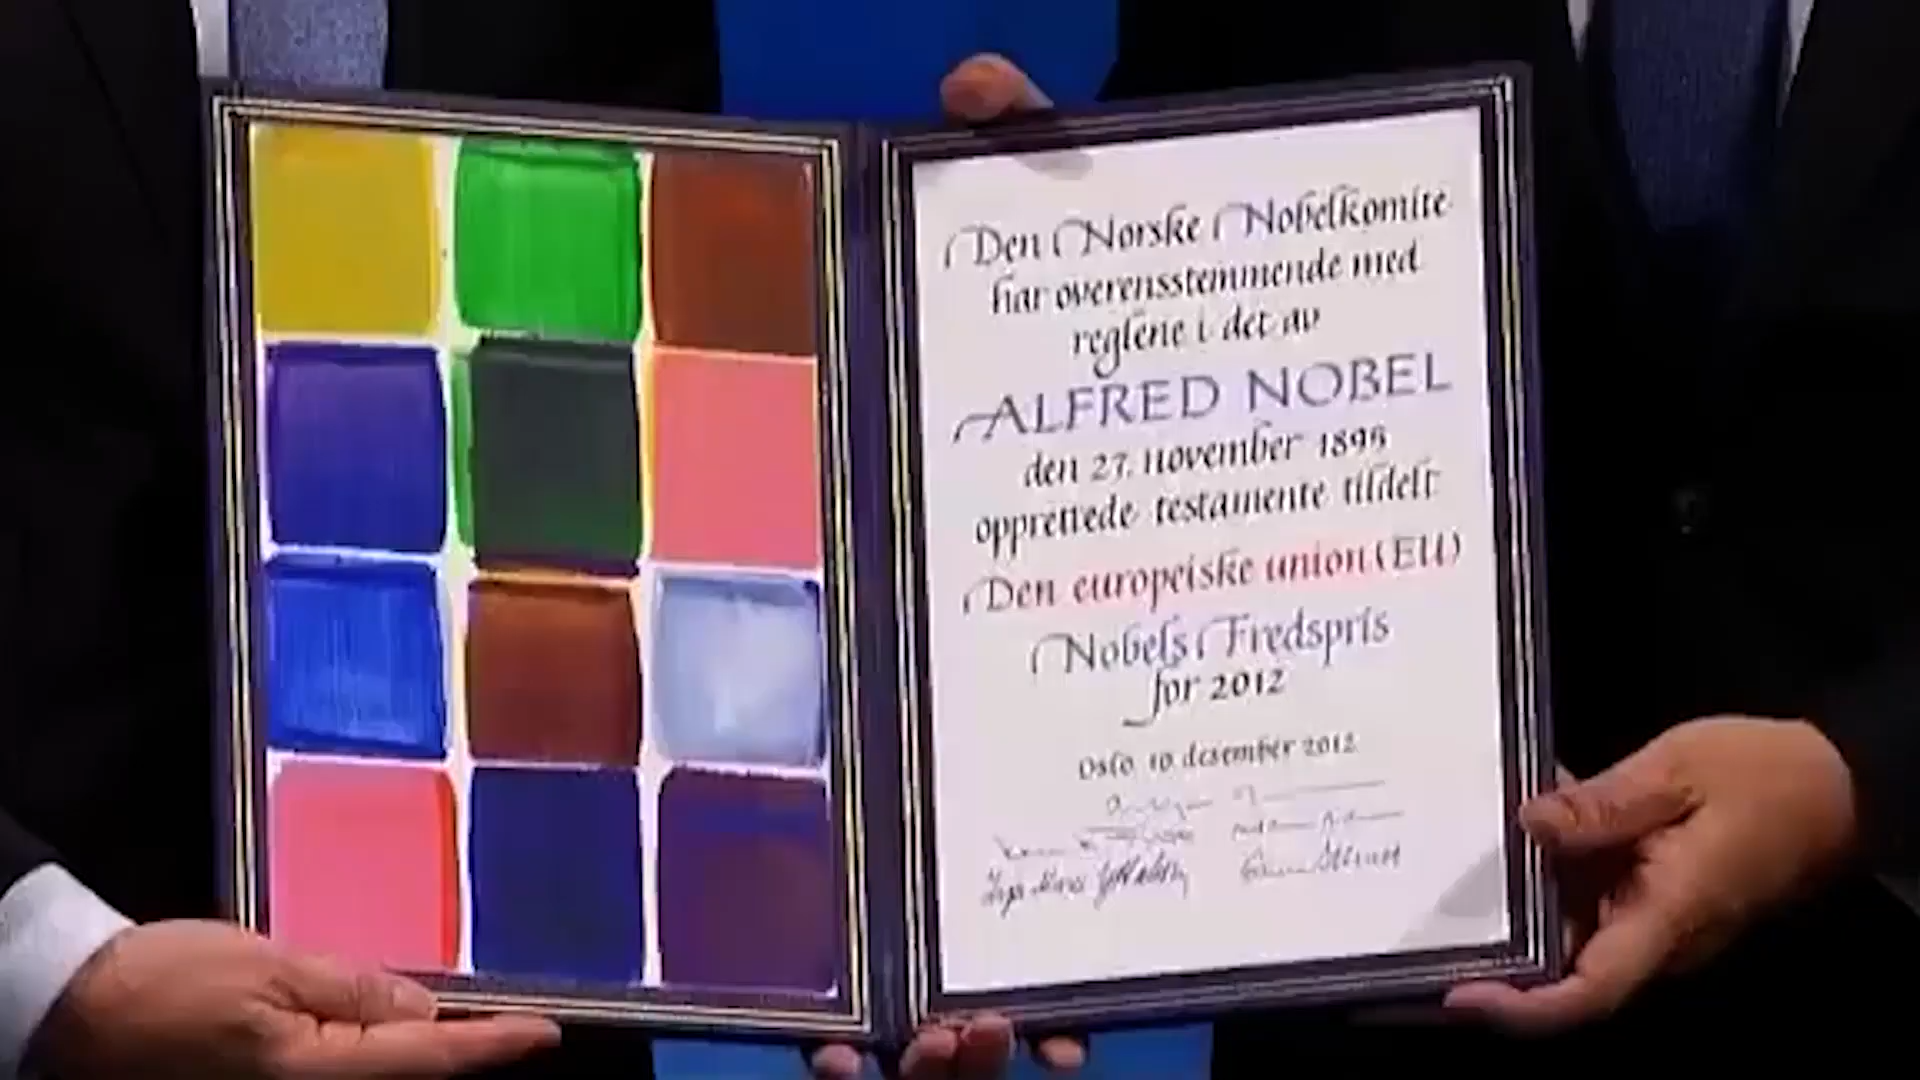 Den Norske Nobelkomite
har overensstemmende med
reglene i det av
ALFRED NOBEL
den 27. november 1895
opprettede testamente tildelt
Den europeiske union (EU)
Nobels Fredspris
for 2012
Oslo 10 desember 2012